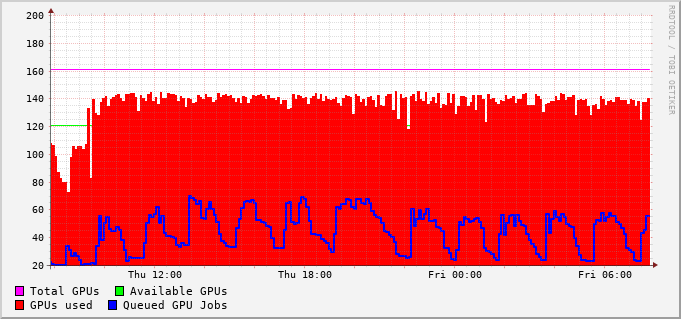 RRDTOOL / TOBI OETIKER
200
180
160
140
120
100
80
60
40
20
Thu 12:00 Thu 18:00 Fri 00:00 Fri 06:00
Total GPUs Available GPUs
GPUs used Queued GPU Jobs